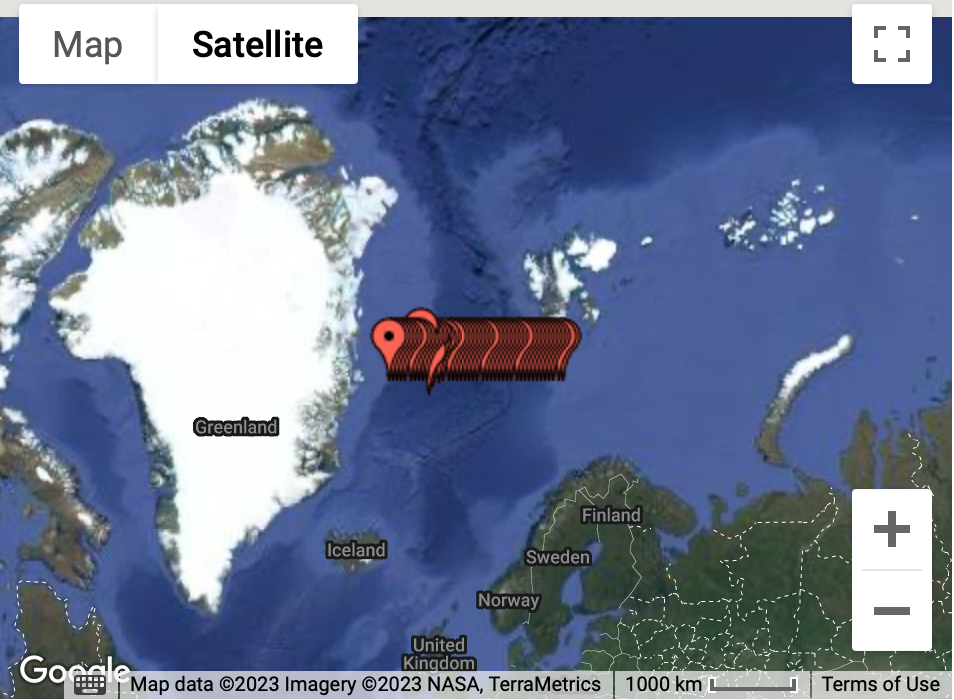 Map
Satellite
Greenland
Finland
Iceland
Sweden
Norway
United
Kingdom
Google
Map data ©2023 Imagery ©2023 NASA, TerraMetrics
1000 km
Terms of Use